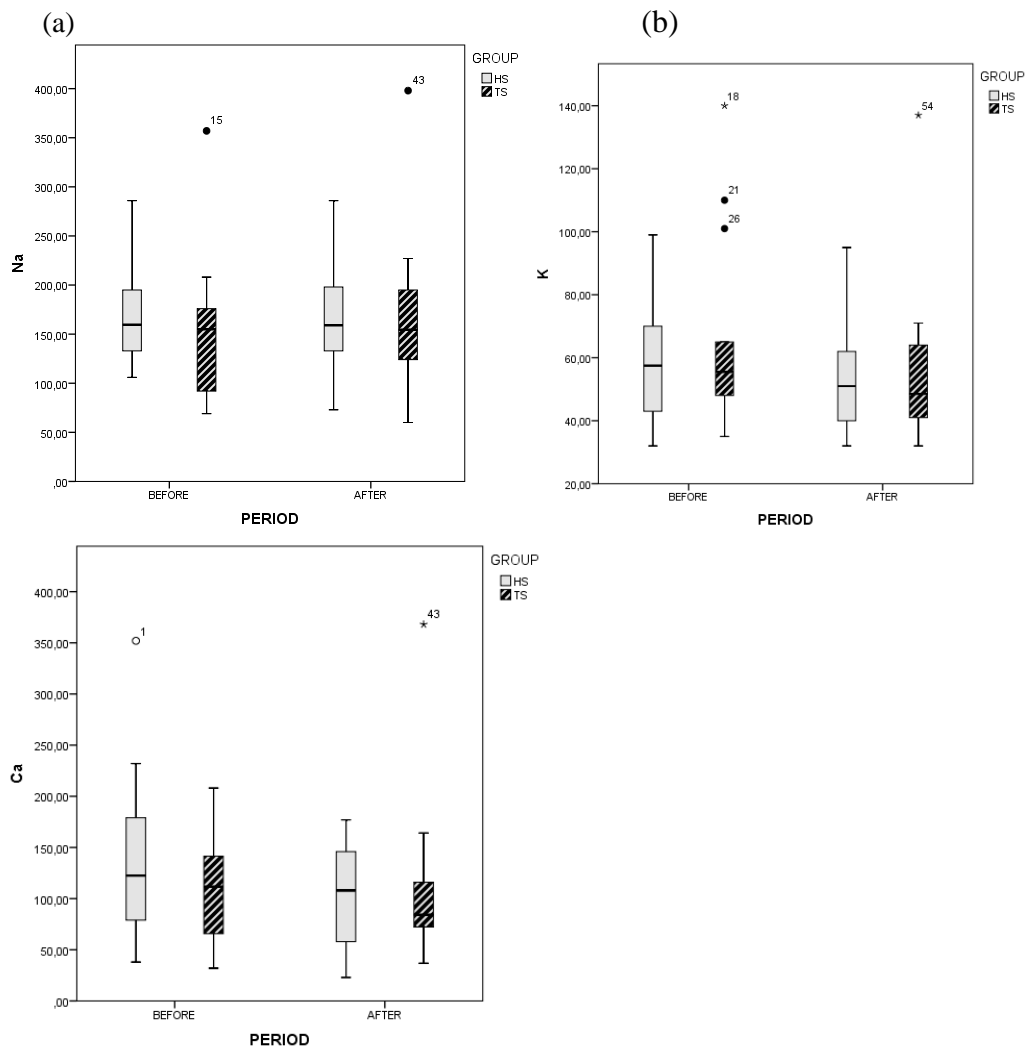 (a)
GROUP
HS
TS
400,00
350,00
300,00
250,00
200,00
150,00
100,00
50,00
,00
Na
15
43
BEFORE
AFTER
PERIOD
(b)
GROUP
HS
TS
140,00
120,00
100,00
80,00
60,00
40,00
20,00
K
18
21
26
54
BEFORE
AFTER
PERIOD
GROUP
HS
TS
400,00
350,00
300,00
250,00
200,00
150,00
100,00
50,00
,00
Ca
1
43
BEFORE
AFTER
PERIOD